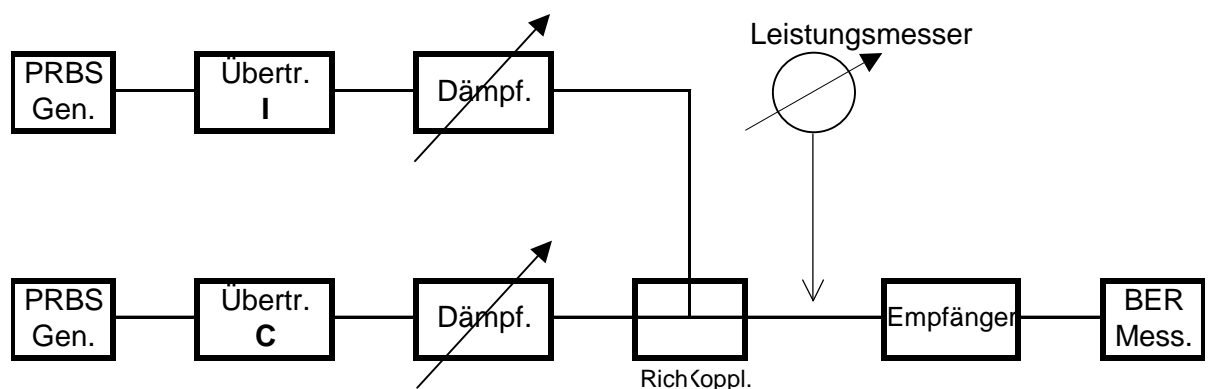 Leistungsmesser
PRBS
Gen.
Übertr.
I
Dämpf.
PRBS
Gen.
Übertr.
C
Dämpf.
Empfänger
BER
Mess.